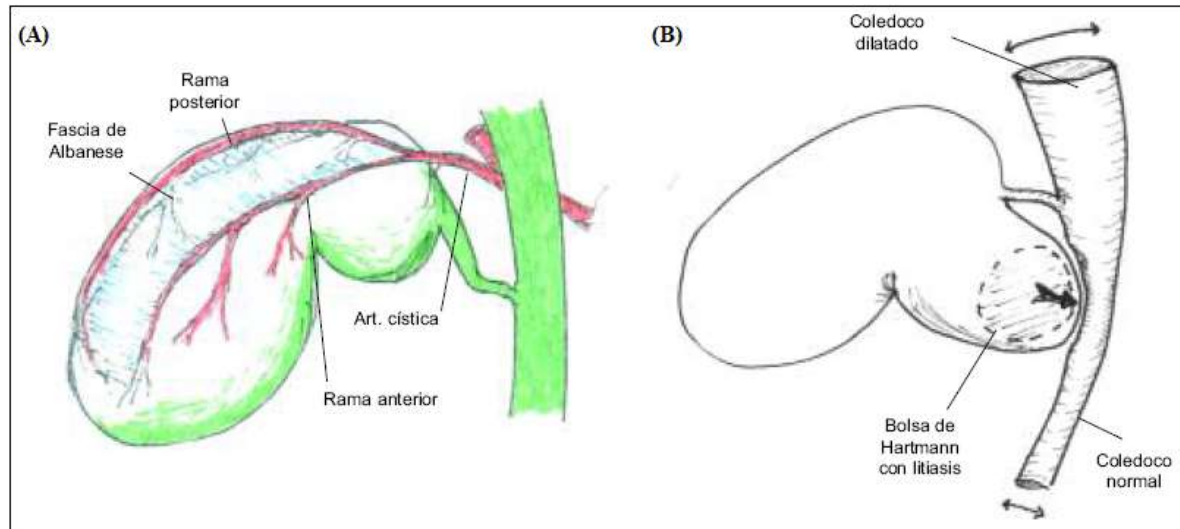 (A)
Rama
posterior
Fascia de
Albanese
Art. cística
Rama anterior
(B)
Coledoco
dilatado
Bolsa de
Hartmann
con litiasis
Coledoco
normal